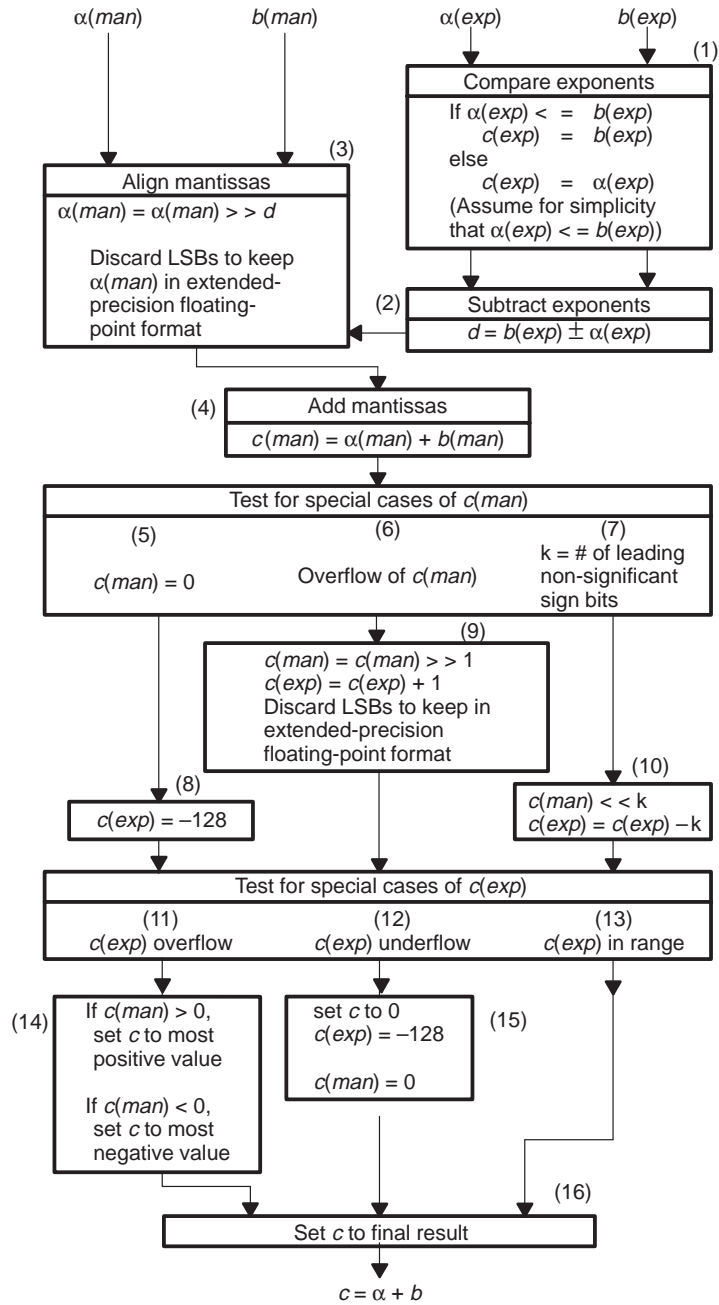 α(man) b(man) α(exp) b(exp)
(1)
Compare exponents
If α(exp) < = b(exp)
c(exp) = b(exp)
else
c(exp) = α(exp)
(Assume for simplicity
that α(exp) < = b(exp))
(3)
Align mantissas
α(man) = α(man) > > d
Discard LSBs to keep
α(man) in extended-
precision floating-
point format
(2)
Subtract exponents
d = b(exp) ± α(exp)
(4)
Add mantissas
c(man) = α(man) + b(man)
Test for special cases of c(man)
(5)
c(man) = 0
(6)
Overflow of c(man)
(7)
k = # of leading
non-significant
sign bits
(9)
c(man) = c(man) > > 1
c(exp) = c(exp) + 1
Discard LSBs to keep in
extended-precision
floating-point format
(8)
c(exp) = –128
(10)
c(man) < < k
c(exp) = c(exp) – k
Test for special cases of c(exp)
(11)
c(exp) overflow
(12)
c(exp) underflow
(13)
c(exp) in range
(14)
If c(man) > 0,
set c to most
positive value
If c(man) < 0,
set c to most
negative value
set c to 0
c(exp) = –128
c(man) = 0
(15)
(16)
Set c to final result
c = α + b